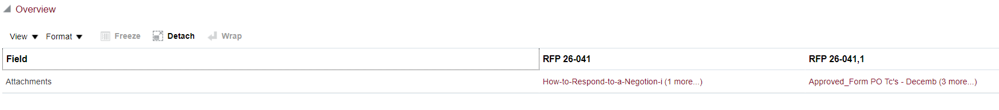 Overview
View Format Freeze Detach Wrap
Field RFP 26-041 RFP 26-041,1
Attachments How-to-Respond-to-a-Negotion-i (1 more...) Approved_Form PO Tc's - Decemb (3 more...)